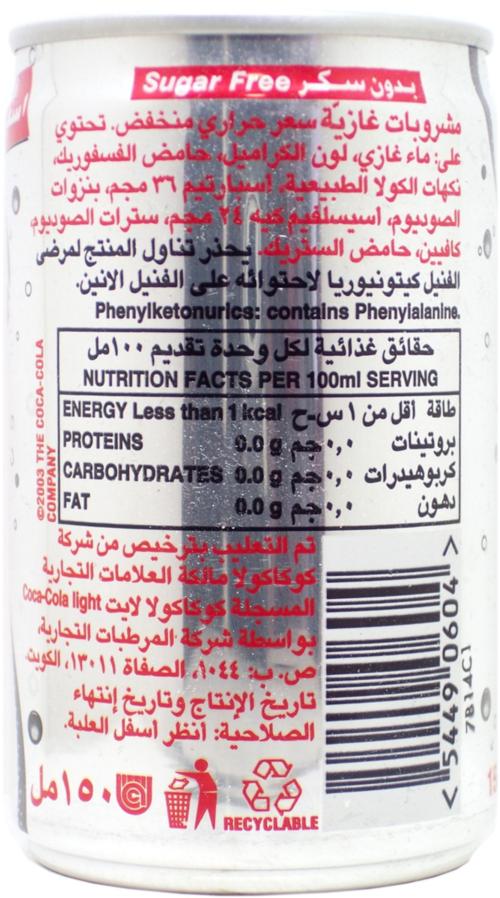 Sugar Free بدون سكر
مشروبات غازيّة سعر حراري منخفض. تحتوي
على: ماء غازي، لون الكراميل، حامض الفسفوريك،
نكهات الكولا الطبيعية، اسبارتيم ٣٦ مجم، بنزوات
الصوديوم، اسيسلفيم كيه ٢٤ مجم، سترات الصوديوم،
كافيين، حامض الستريك. يحذر تناول المنتج لمرضى
الفنيل كيتونيوريا لاحتوائه على الفنيل الانين.
Phenylketonurics: contains Phenylalanine.
حقائق غذائية لكل وحدة تقديم ١٠٠مل
NUTRITION FACTS PER 100ml SERVING
ENERGY Less than 1 kcal طاقة أقل من ١ س-ح
PROTEINS 0.0 g ٠,٠ جم بروتينات
CARBOHYDRATES 0.0 g ٠,٠ جم كربوهيدرات
FAT 0.0 g ٠,٠ جم دهون
©2003 THE COCA-COLA
COMPANY
تم التعليب بترخيص من شركة
كوكاكولا مالكة العلامات التجارية
المسجلة كوكاكولا لايت Coca-Cola light
بواسطة شركة المرطبات التجارية،
ص.ب: ١٠٤٤، الصفاة ١٣٠١١، الكويت.
تاريخ الإنتاج وتاريخ إنتهاء
الصلاحية: أنظر أسفل العلبة.
< 5449 0604 >
7B14C1
١٥٠مل
RECYCLABLE